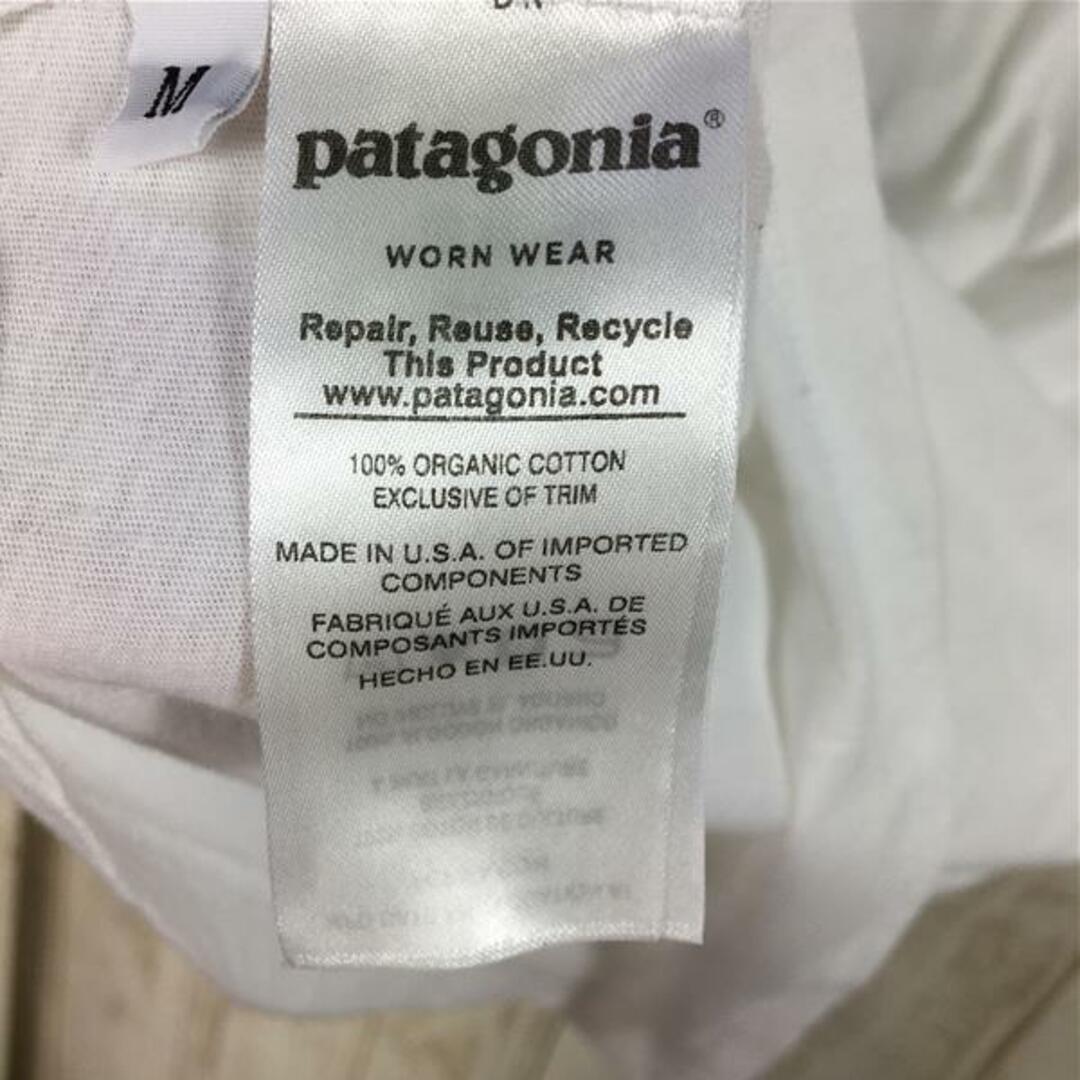 M
patagonia®
WORN WEAR
Repair, Reuse, Recycle
This Product
www.patagonia.com
100% ORGANIC COTTON
EXCLUSIVE OF TRIM
MADE IN U.S.A. OF IMPORTED
COMPONENTS
FABRIQUÉ AUX U.S.A. DE
COMPOSANTS IMPORTÉS
HECHO EN EE.UU.